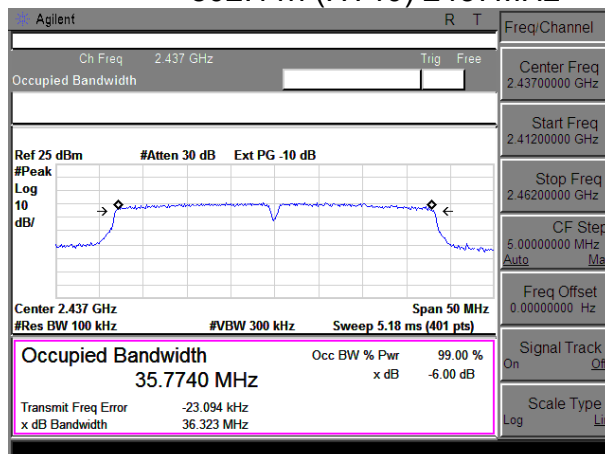 Agilent R T
Freq/Channel
Ch Freq 2.437 GHz Trig Free
Occupied Bandwidth
Center Freq
2.43700000 GHz
Start Freq
2.41200000 GHz
Stop Freq
2.46200000 GHz
CF Step
5.00000000 MHz
Auto Ma
Freq Offset
0.00000000 Hz
Signal Track
On Off
Scale Type
Log Lin
Ref 25 dBm #Atten 30 dB Ext PG -10 dB
#Peak
Log
10
dB/
Center 2.437 GHz Span 50 MHz
#Res BW 100 kHz #VBW 300 kHz Sweep 5.18 ms (401 pts)
Occupied Bandwidth Occ BW % Pwr 99.00 %
35.7740 MHz x dB -6.00 dB
Transmit Freq Error -23.094 kHz
x dB Bandwidth 36.323 MHz